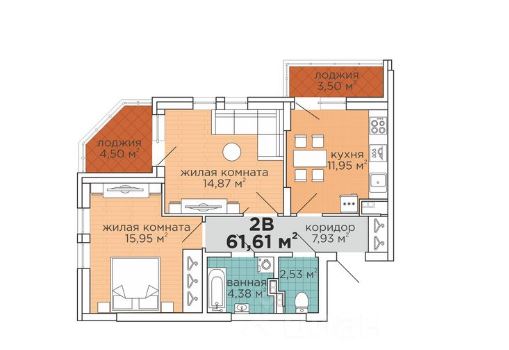 лоджия
3,50 м²
лоджия
4,50 м²
кухня
11,95 м²
жилая комната
14,87 м²
жилая комната
15,95 м²
2В
61,61 м²
коридор
7,93 м²
ванная
4,38 м²
2,53 м²